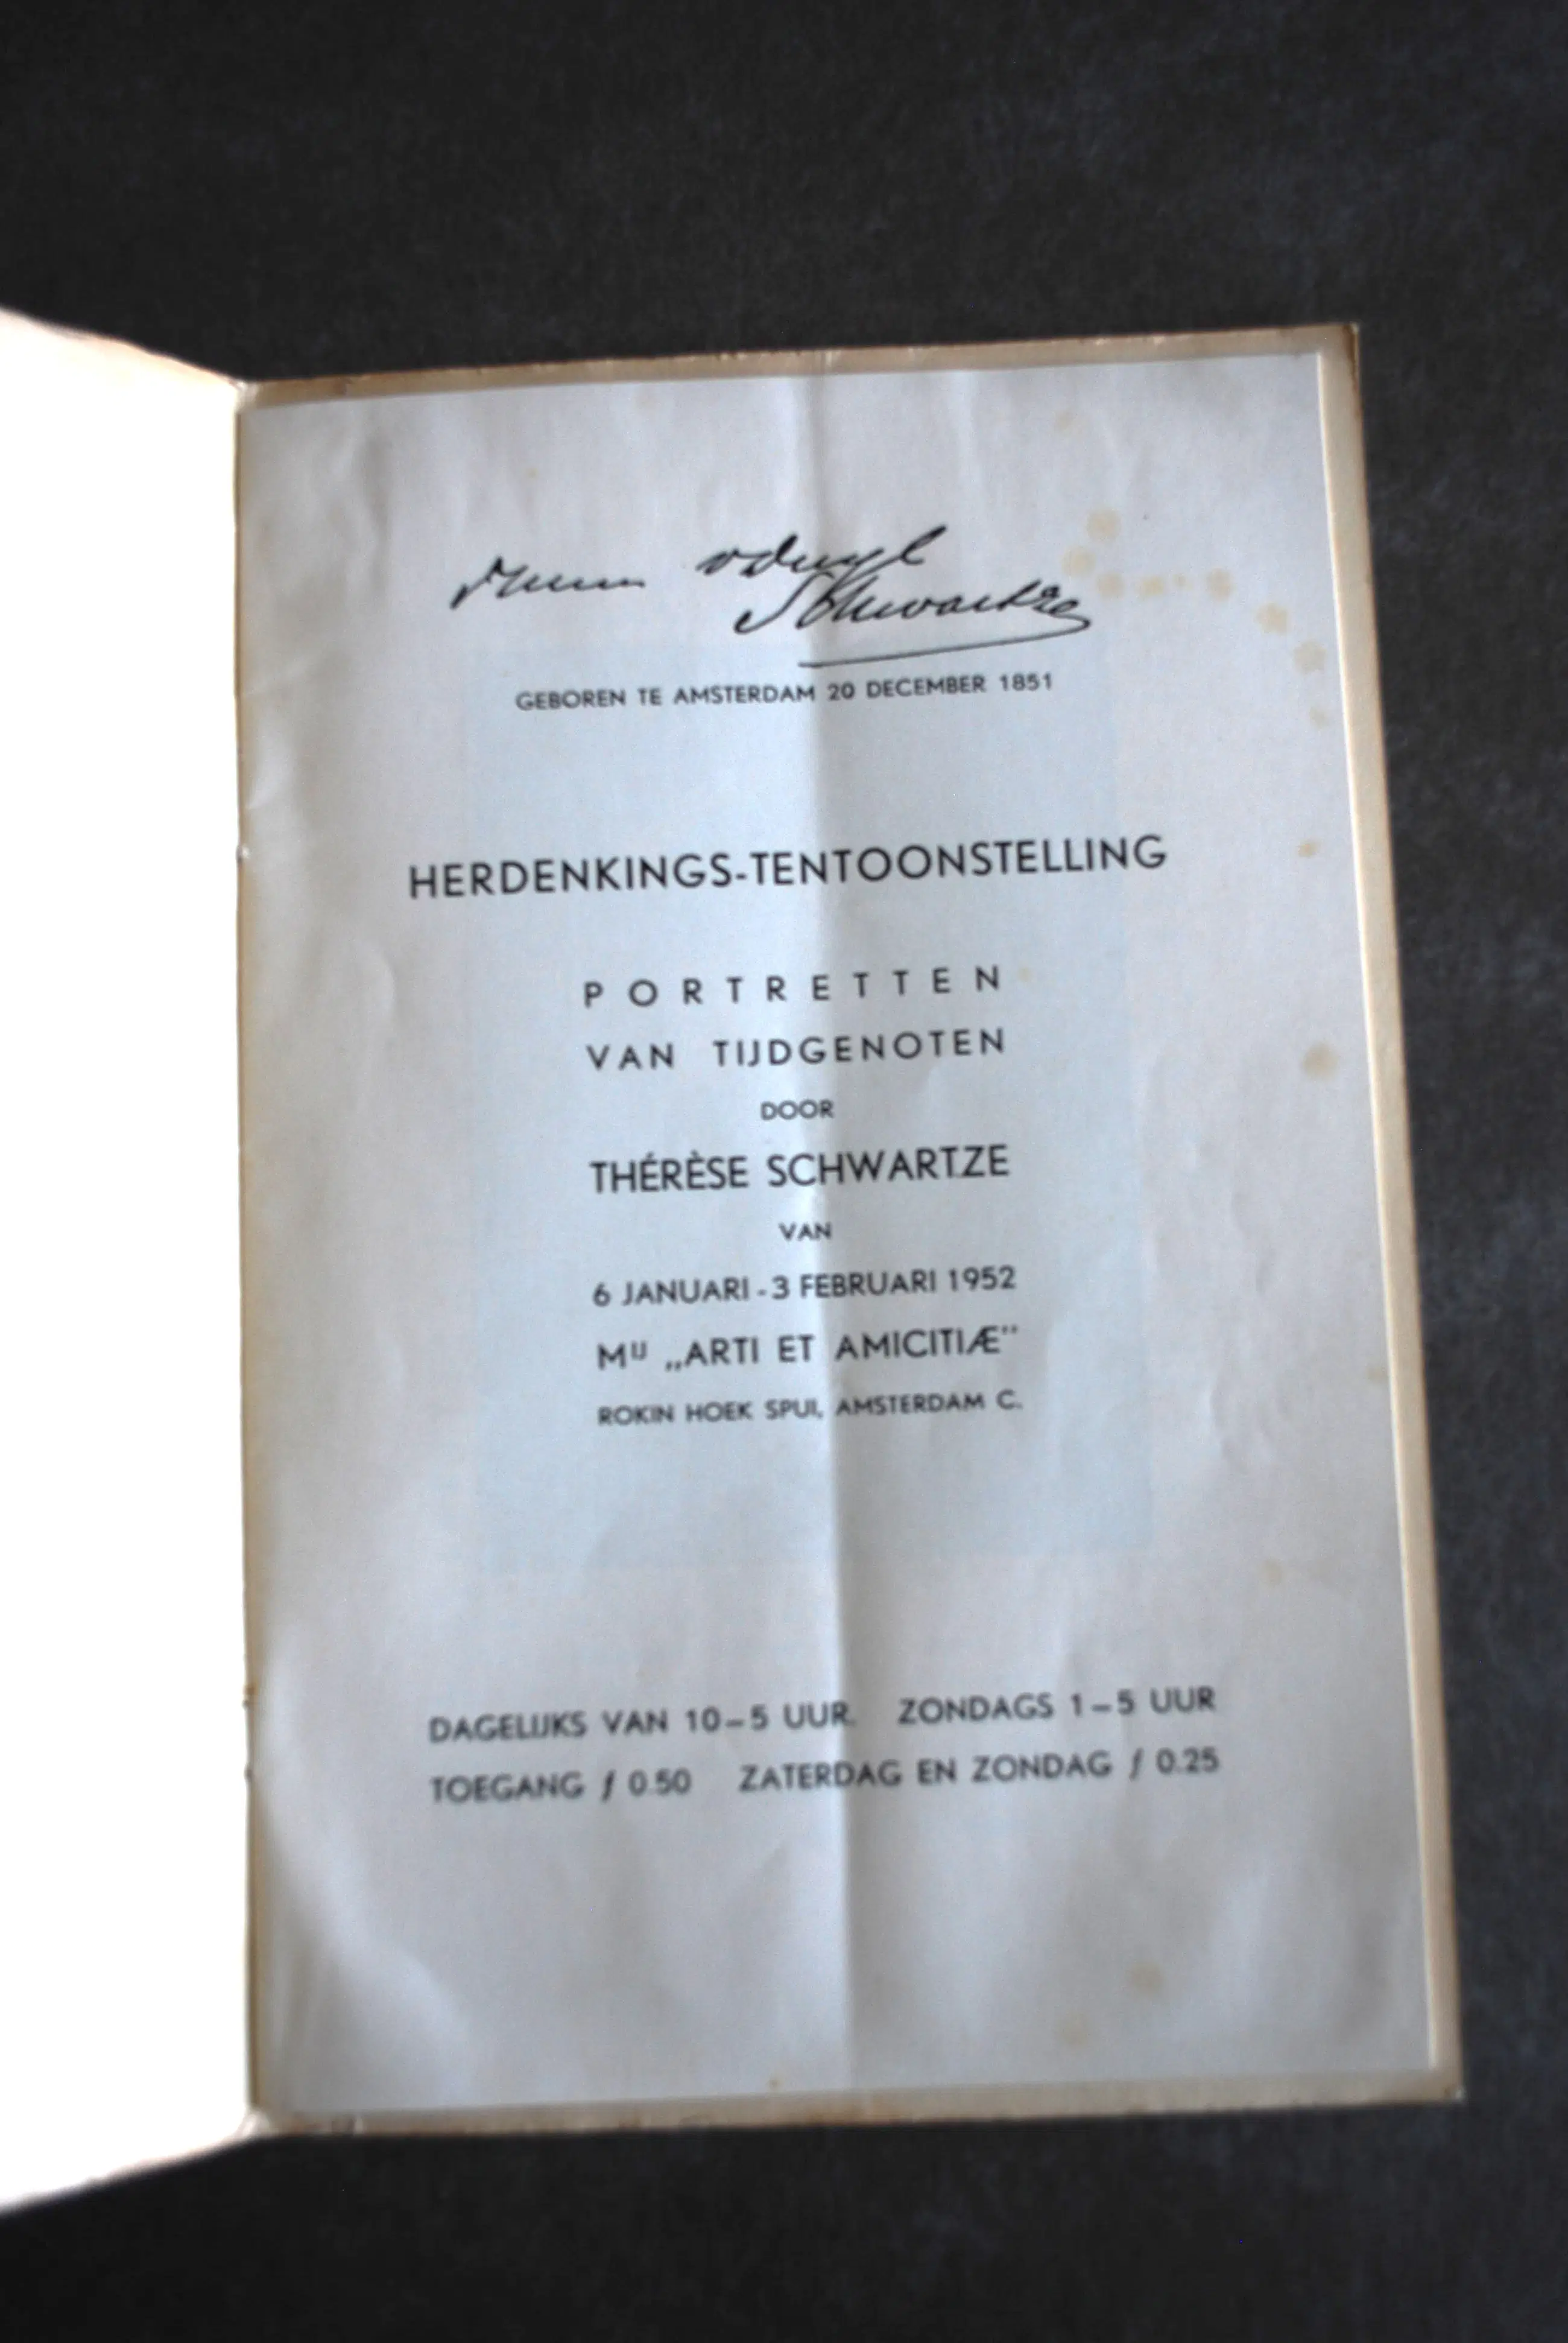 Schwartze
GEBOREN TE AMSTERDAM 20 DECEMBER 1851
HERDENKINGS-TENTOONSTELLING
PORTRETTEN
VAN TIJDGENOTEN
DOOR
THÉRÈSE SCHWARTZE
VAN
6 JANUARI - 3 FEBRUARI 1952
MIJ „ARTI ET AMICITIÆ"
ROKIN HOEK SPUI, AMSTERDAM C.
DAGELIJKS VAN 10-5 UUR. ZONDAGS 1-5 UUR
TOEGANG ƒ 0.50 ZATERDAG EN ZONDAG ƒ 0.25